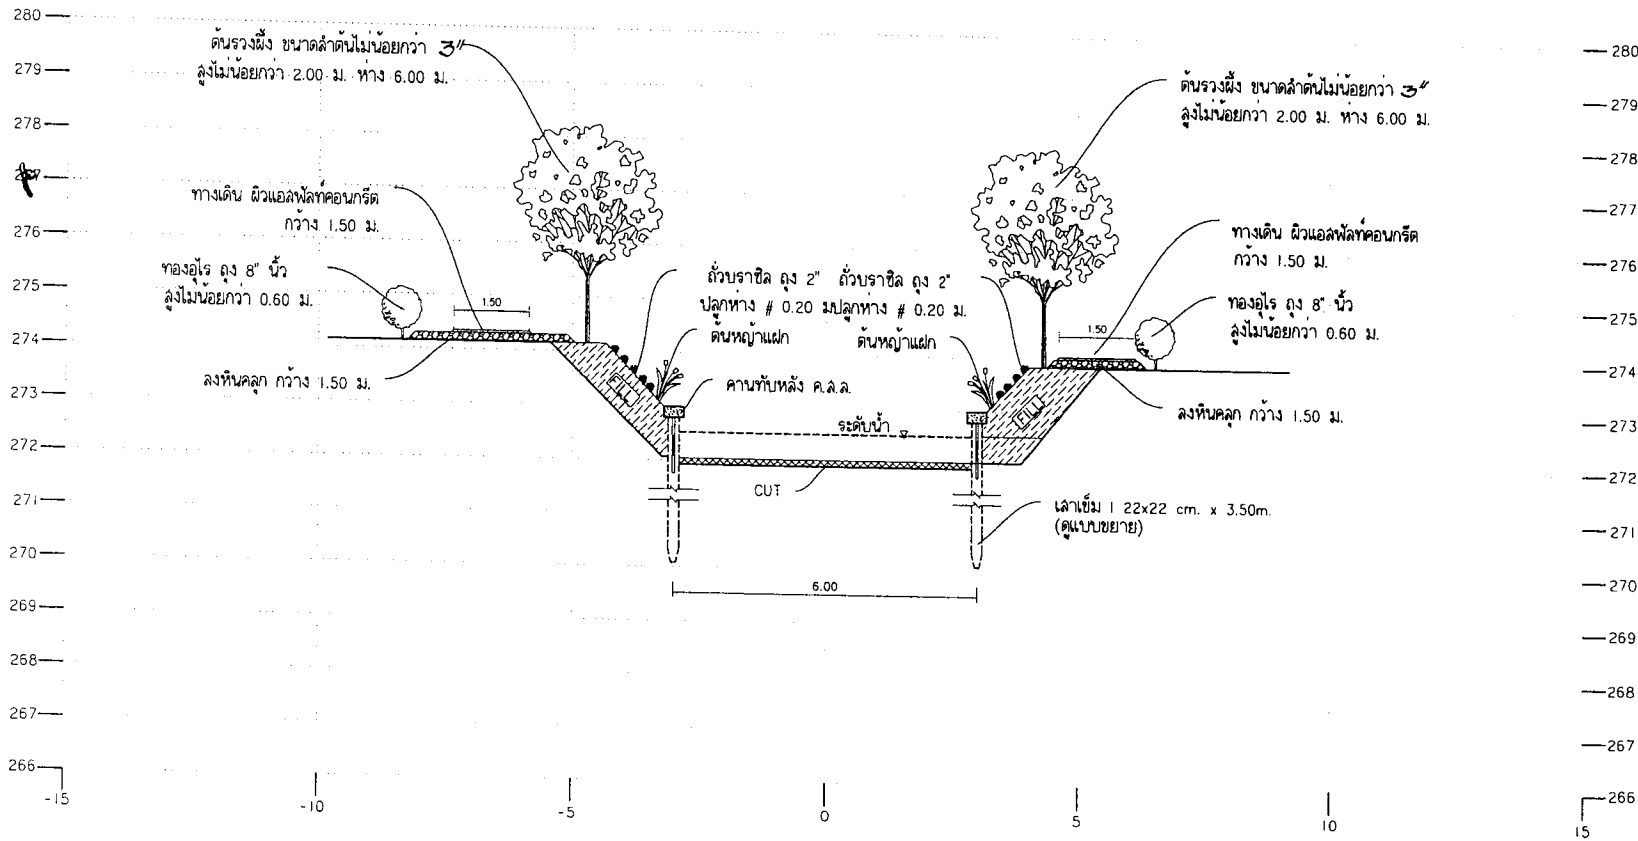 280
279
278
276
275
274
273
272
271
270
269
268
267
266
ต้นรวงผึ้ง ขนาดลำต้นไม่น้อยกว่า 3"
สูงไม่น้อยกว่า 2.00 ม. ห่าง 6.00 ม.
ทางเดิน ผิวแอสฟัลท์คอนกรีต
กว้าง 1.50 ม.
ทองอุไร ถุง 8" นิ้ว
สูงไม่น้อยกว่า 0.60 ม.
1.50
ลงหินคลุก กว้าง 1.50 ม.
FILL
ถั่วบราซิล ถุง 2" ถั่วบราซิล ถุง 2"
ปลูกห่าง # 0.20 มปลูกห่าง # 0.20 ม.
ต้นหญ้าแฝก ต้นหญ้าแฝก
คานทับหลัง ค.ส.ล.
ระดับน้ำ
CUT
6.00
ต้นรวงผึ้ง ขนาดลำต้นไม่น้อยกว่า 3"
สูงไม่น้อยกว่า 2.00 ม. ห่าง 6.00 ม.
ทางเดิน ผิวแอสฟัลท์คอนกรีต
กว้าง 1.50 ม.
ทองอุไร ถุง 8" นิ้ว
สูงไม่น้อยกว่า 0.60 ม.
1.50
FILL
ลงหินคลุก กว้าง 1.50 ม.
เสาเข็ม I 22x22 cm. x 3.50m.
(ดูแบบขยาย)
280
279
278
277
276
275
274
273
272
271
270
269
268
267
266
-15 -10 -5 0 5 10 15